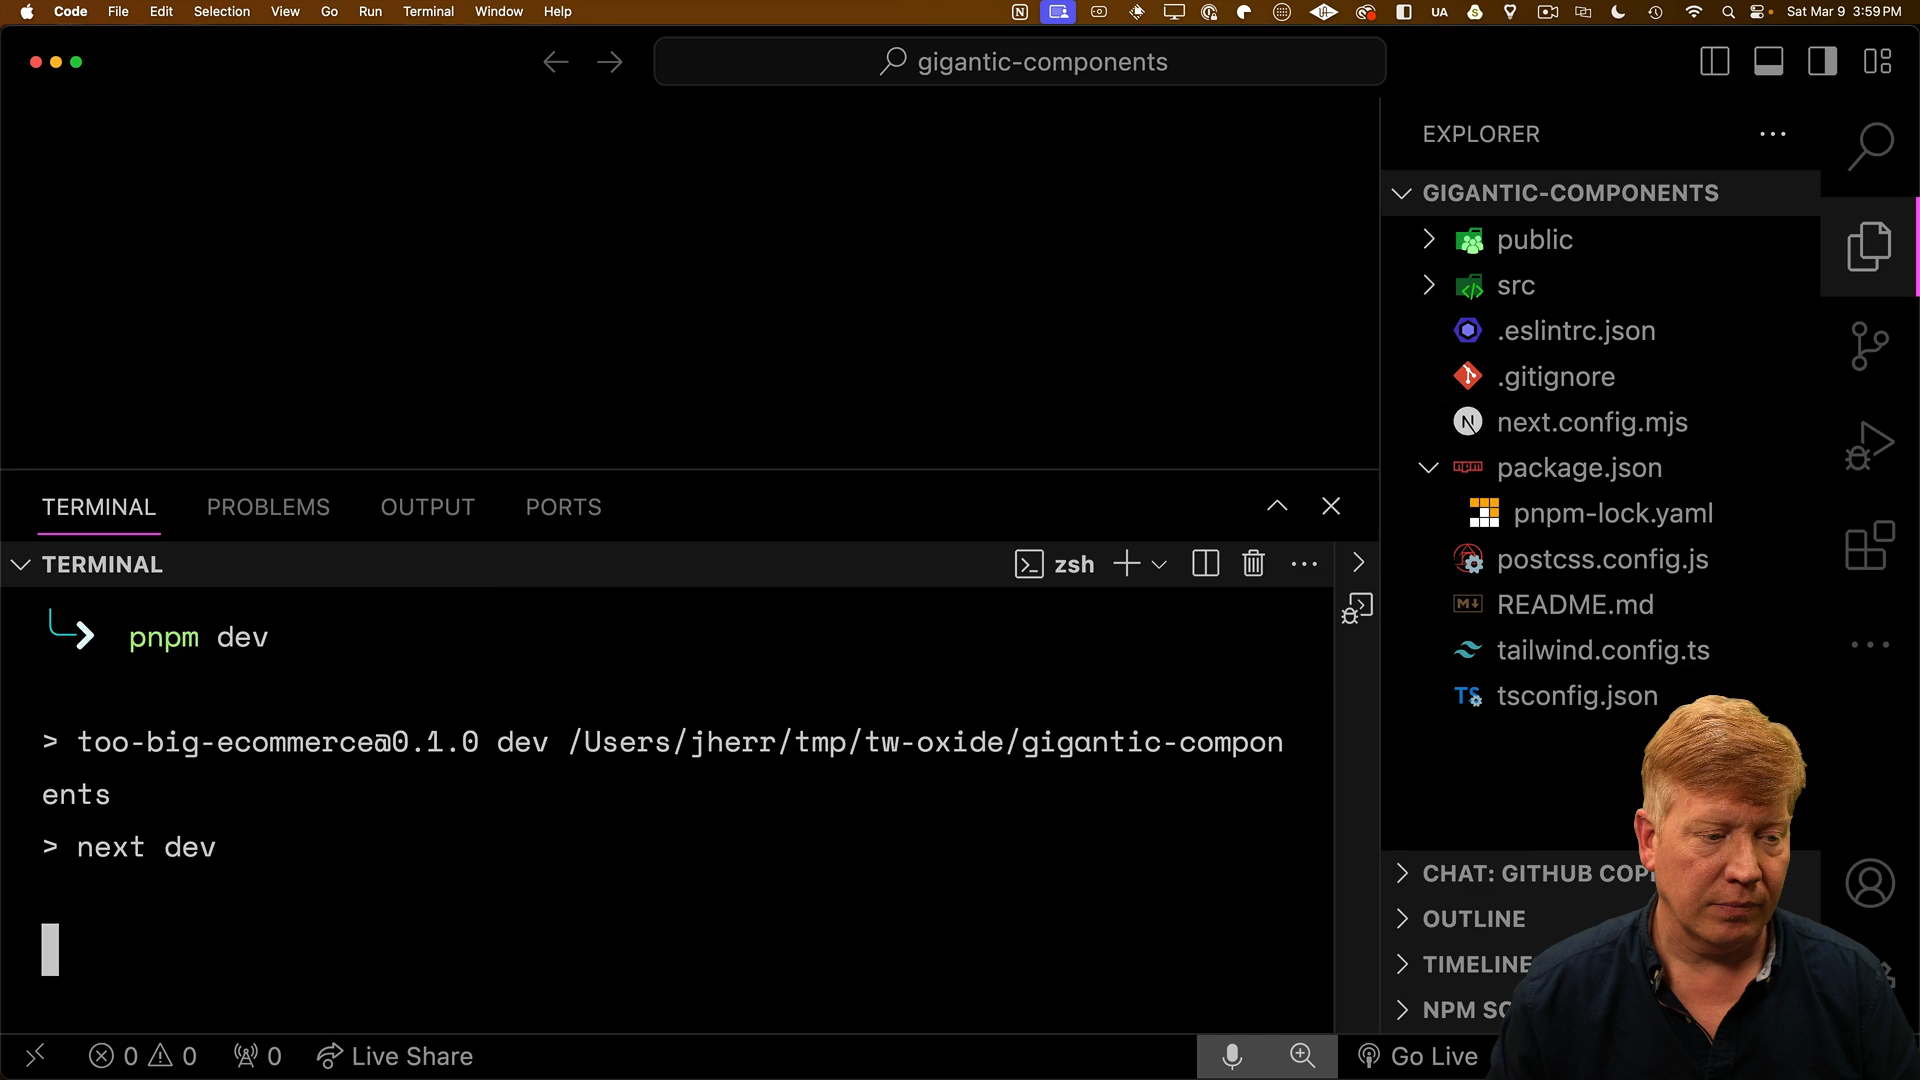 Code File Edit Selection View Go Run Terminal Window Help UA Sat Mar 9 3:59 PM
gigantic-components
EXPLORER
GIGANTIC-COMPONENTS
public
src
.eslintrc.json
.gitignore
next.config.mjs
package.json
pnpm-lock.yaml
postcss.config.js
README.md
tailwind.config.ts
tsconfig.json
CHAT: GITHUB COP
OUTLINE
TIMELINE
NPM SC
TERMINAL PROBLEMS OUTPUT PORTS
TERMINAL zsh
pnpm dev
> too-big-ecommerce@0.1.0 dev /Users/jherr/tmp/tw-oxide/gigantic-compon
ents
> next dev
0 0 0 Live Share Go Live